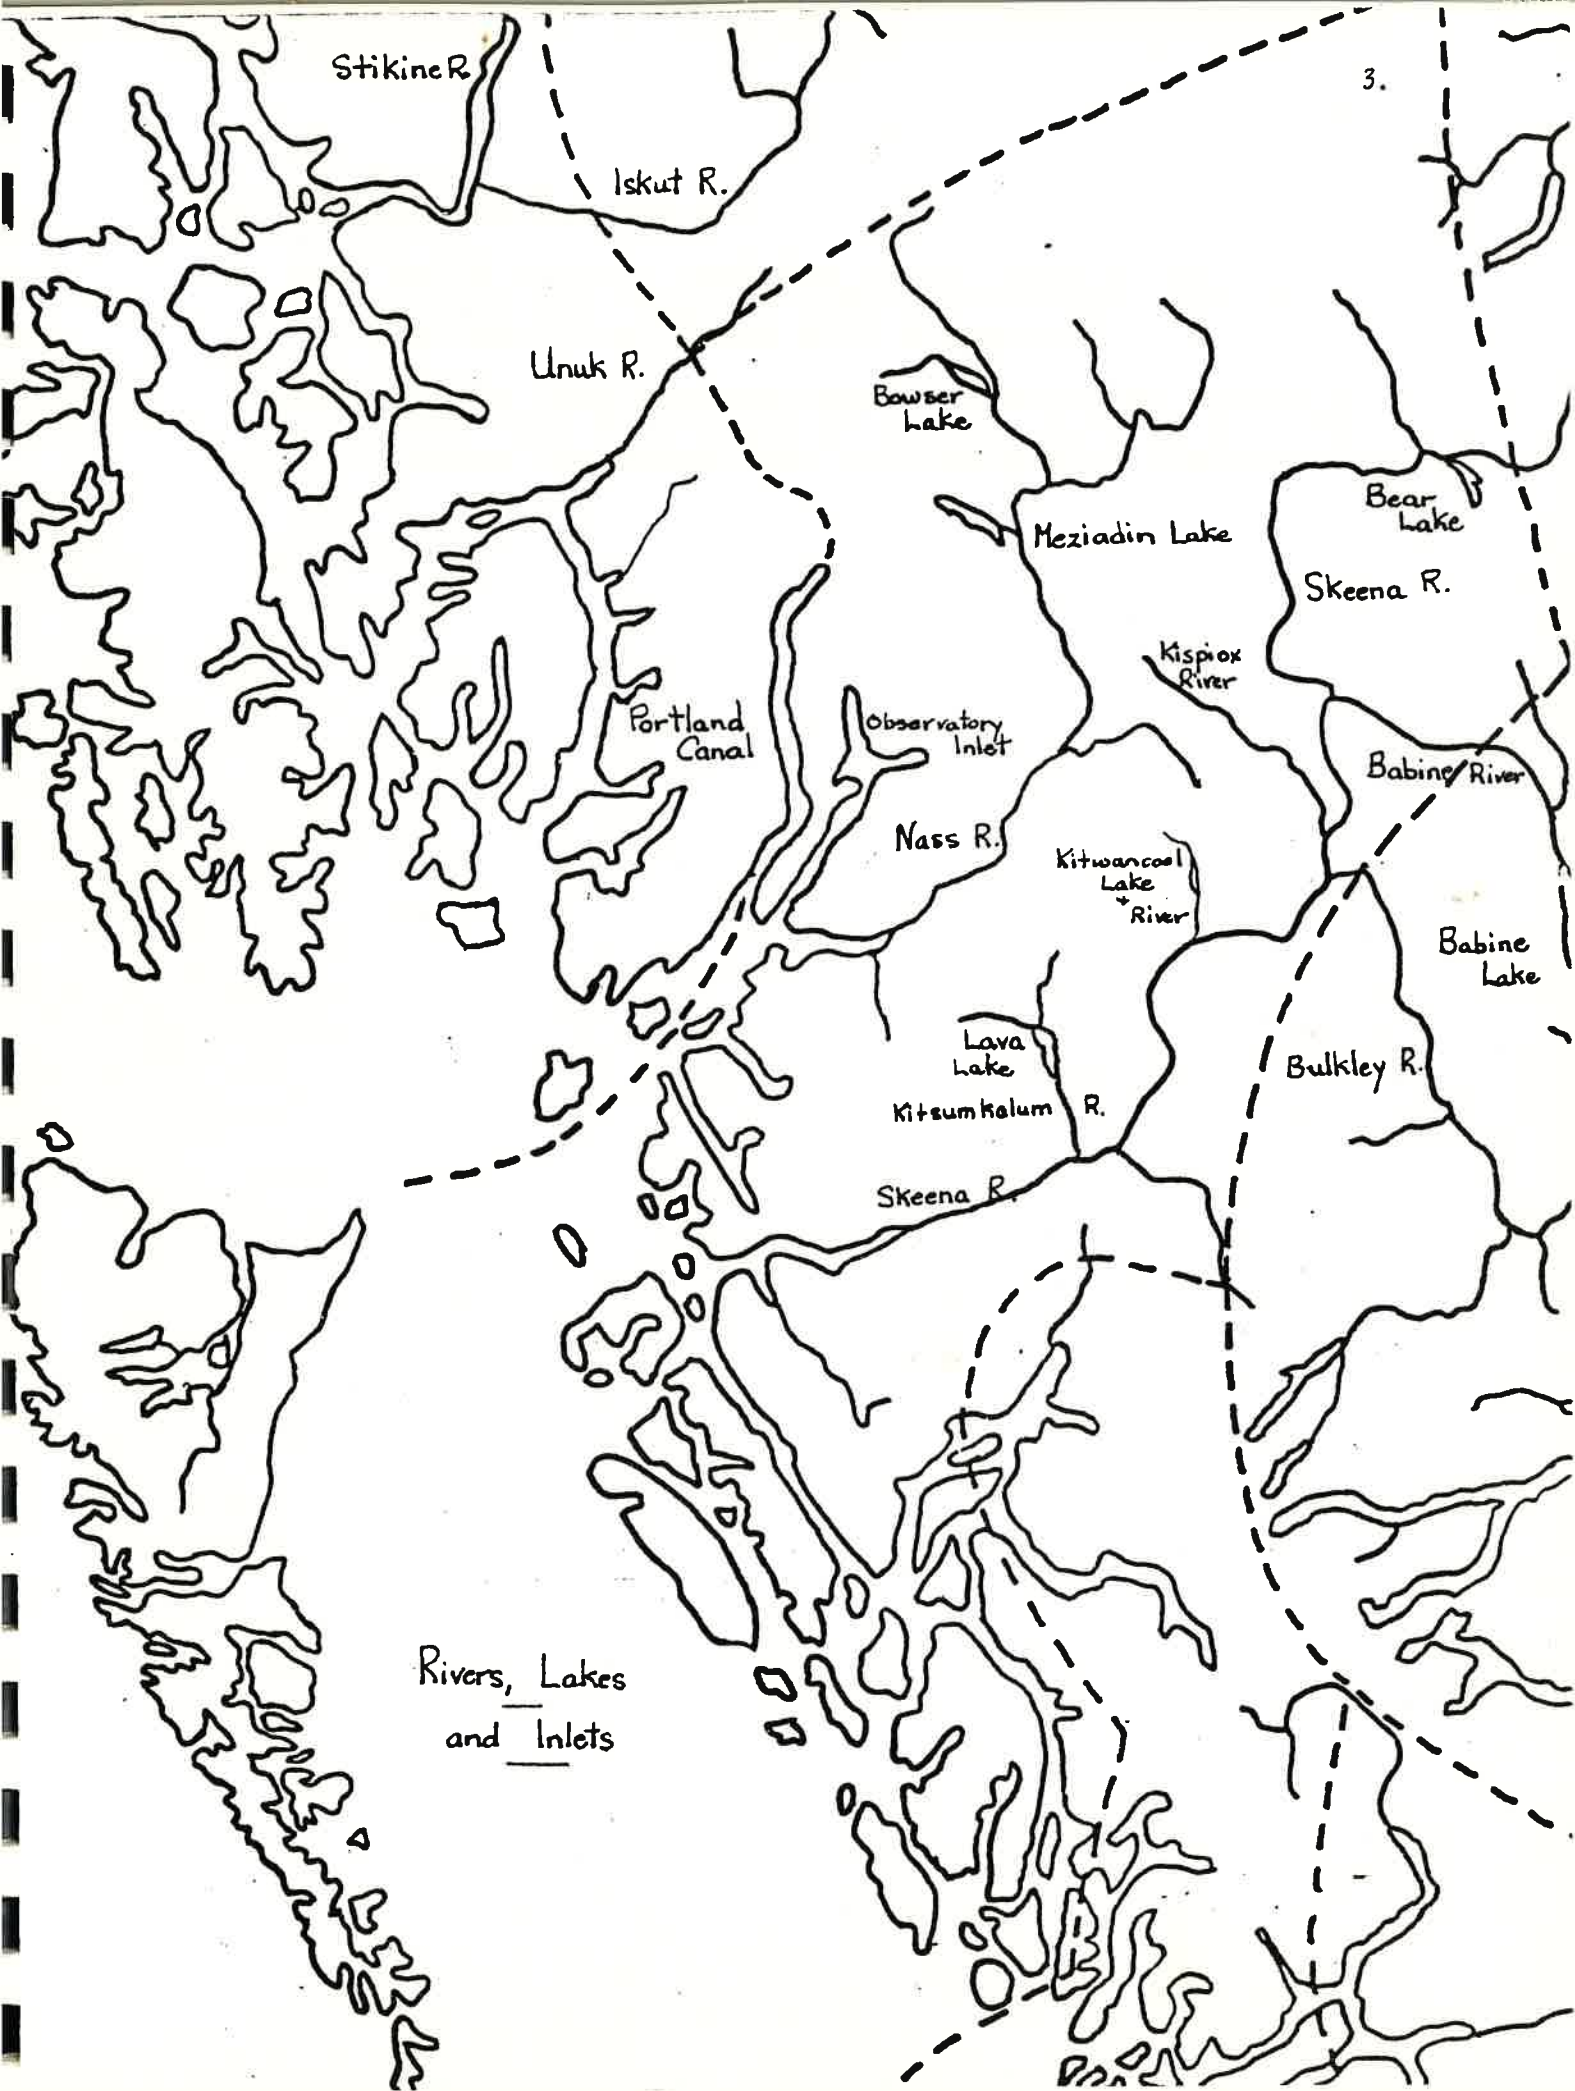 Stikine R.
3.
Iskut R.
Unuk R.
Bowser
Lake
Bear
Lake
Meziadin Lake
Skeena R.
Kispiox
River
Portland
Canal
Observatory
Inlet
Babine River
Nass R.
Kitwancool
Lake
+
River
Babine
Lake
Lava
Lake
Bulkley R.
Kitsumkalum R.
Skeena R.
Rivers, Lakes
and Inlets